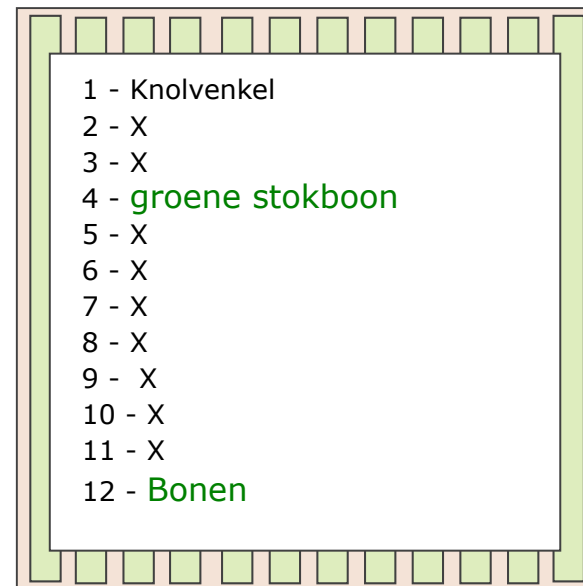 1 - Knolvenkel
2 - X
3 - X
4 - groene stokboon
5 - X
6 - X
7 - X
8 - X
9 -  X
10 - X
11 - X
12 - Bonen